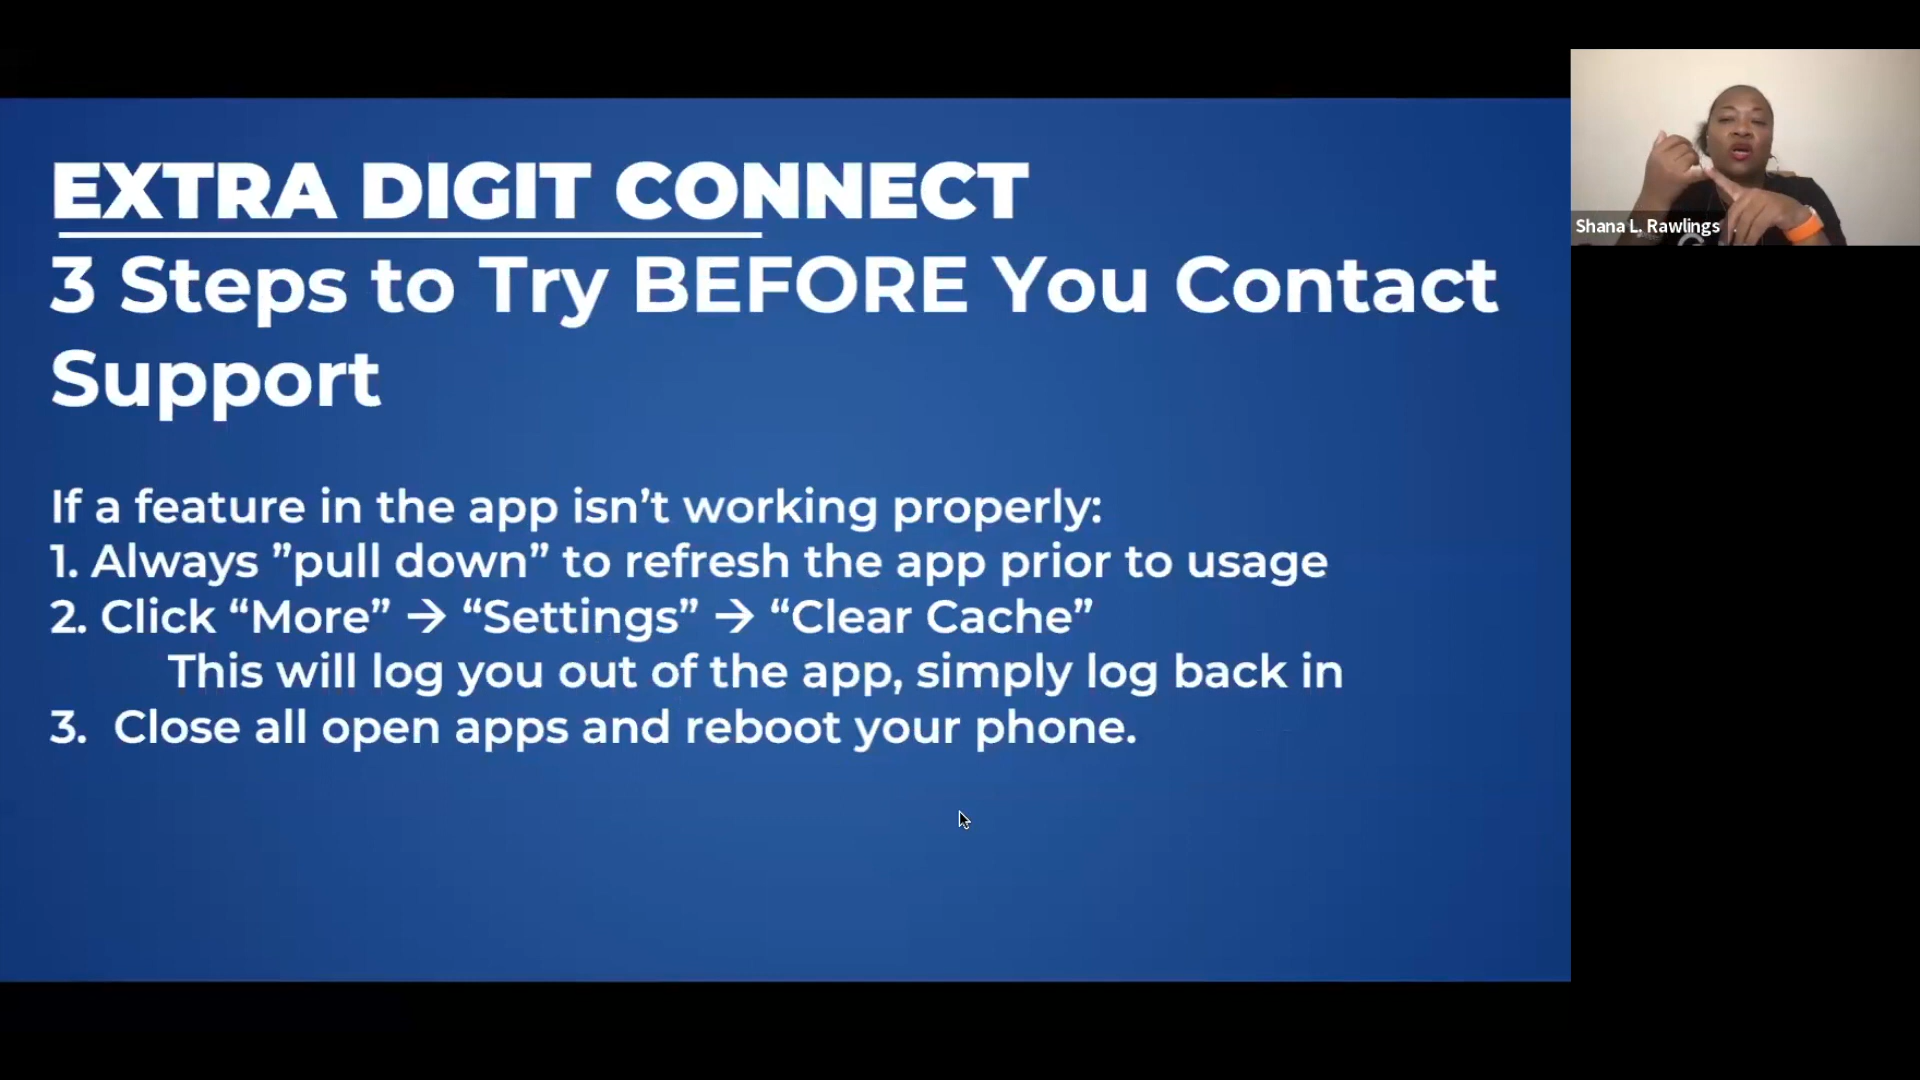 EXTRA DIGIT CONNECT
3 Steps to Try BEFORE You Contact
Support
If a feature in the app isn’t working properly:
1. Always ”pull down” to refresh the app prior to usage
2. Click “More” → “Settings” → “Clear Cache”
This will log you out of the app, simply log back in
3. Close all open apps and reboot your phone.
Shana L. Rawlings